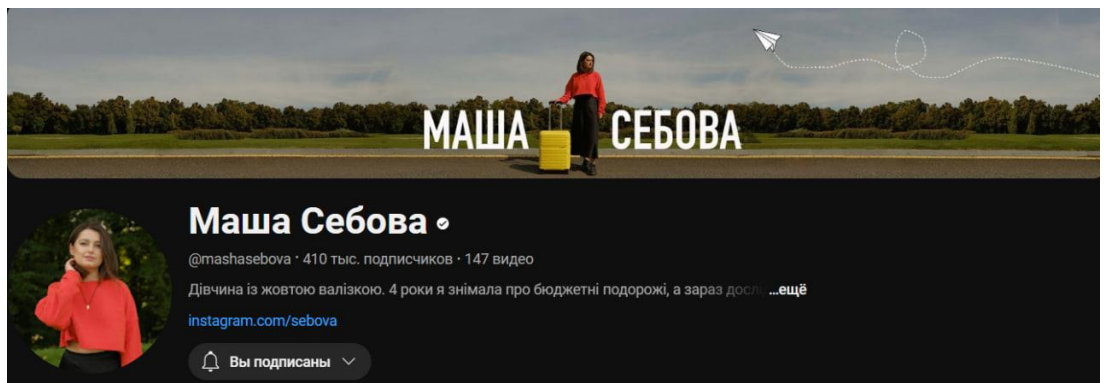 МАША СЕБОВА
Маша Себова
@mashasebova · 410 тыс. подписчиков · 147 видео
Дівчина із жовтою валізкою. 4 роки я знімала про бюджетні подорожі, а зараз ...ещё
instagram.com/sebova
Вы подписаны